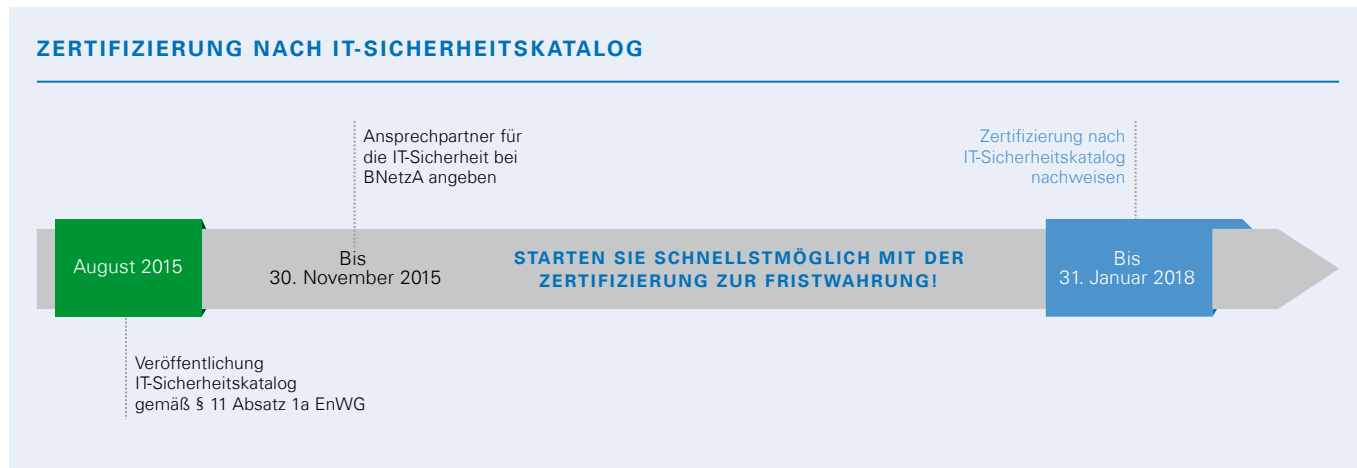 ZERTIFIZIERUNG NACH IT-SICHERHEITSKATALOG
Ansprechpartner für
die IT-Sicherheit bei
BNetzA angeben
Zertifizierung nach
IT-Sicherheitskatalog
nachweisen
August 2015
Bis
30. November 2015
STARTEN SIE SCHNELLSTMÖGLICH MIT DER
ZERTIFIZIERUNG ZUR FRISTWAHRUNG!
Bis
31. Januar 2018
Veröffentlichung
IT-Sicherheitskatalog
gemäß § 11 Absatz 1a EnWG